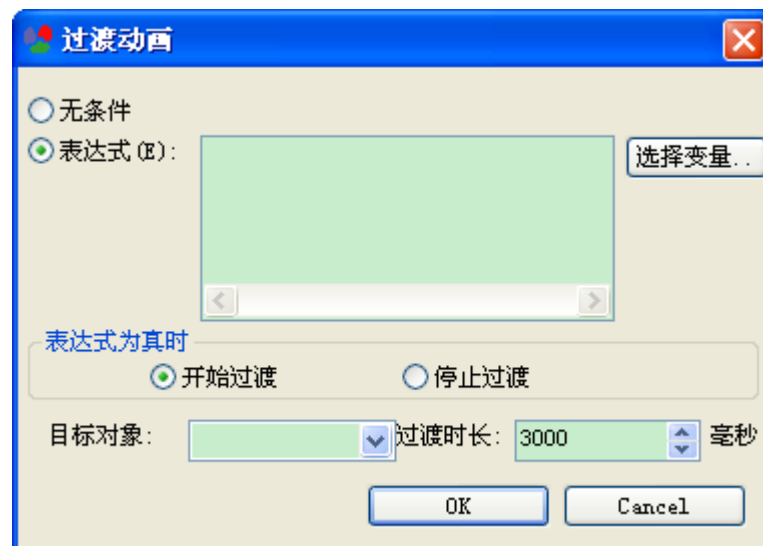 过渡动画
无条件
表达式(E):
选择变量..
表达式为真时
开始过渡 停止过渡
目标对象: 过渡时长: 3000 毫秒
OK Cancel